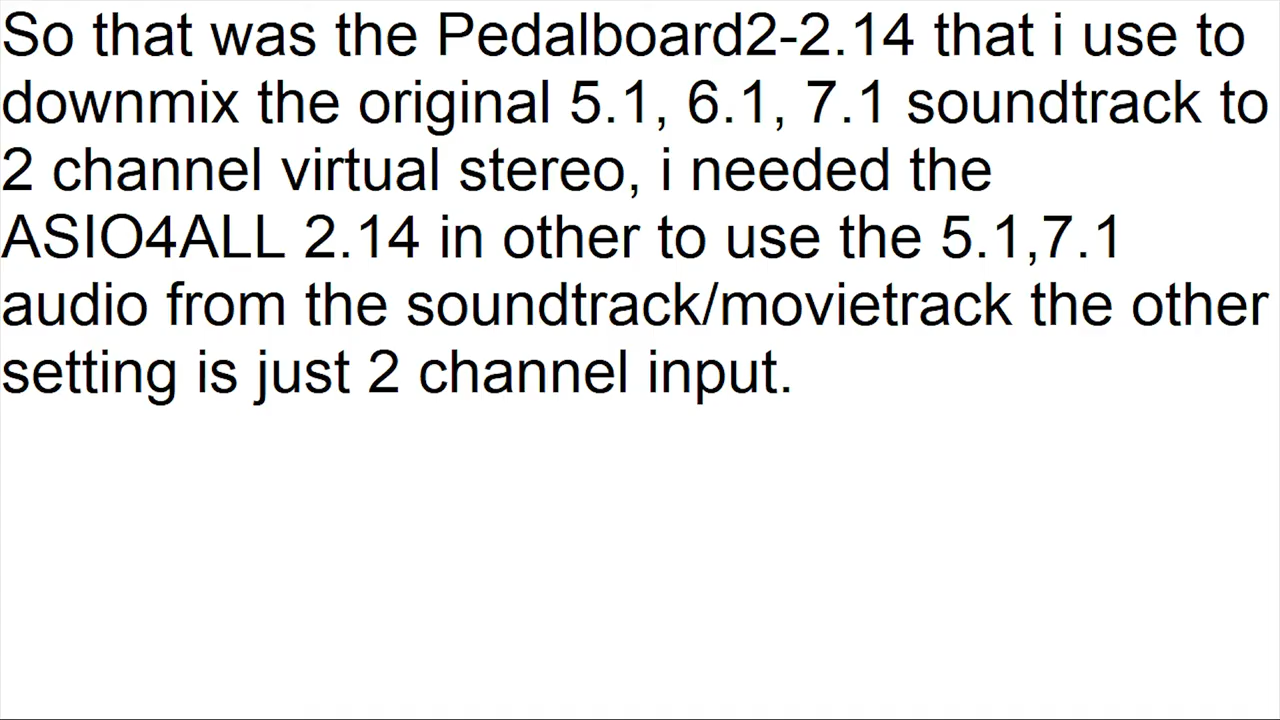 So that was the Pedalboard2-2.14 that i use to
downmix the original 5.1, 6.1, 7.1 soundtrack to
2 channel virtual stereo, i needed the
ASIO4ALL 2.14 in other to use the 5.1,7.1
audio from the soundtrack/movietrack the other
setting is just 2 channel input.